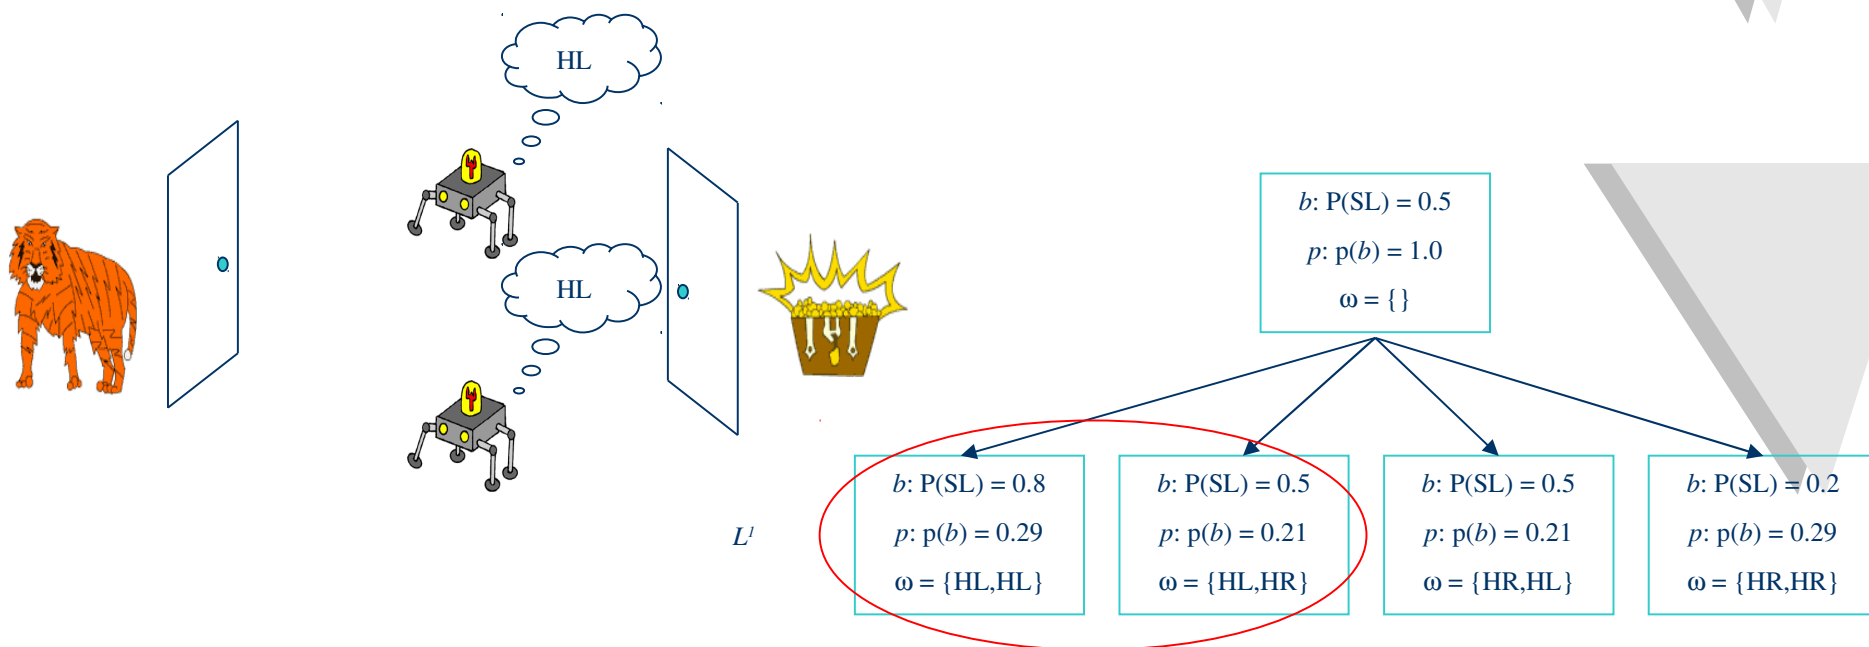 HL
HL
b: P(SL) = 0.5
p: p(b) = 1.0
ω = {}
L¹
b: P(SL) = 0.8
p: p(b) = 0.29
ω = {HL,HL}
b: P(SL) = 0.5
p: p(b) = 0.21
ω = {HL,HR}
b: P(SL) = 0.5
p: p(b) = 0.21
ω = {HR,HL}
b: P(SL) = 0.2
p: p(b) = 0.29
ω = {HR,HR}